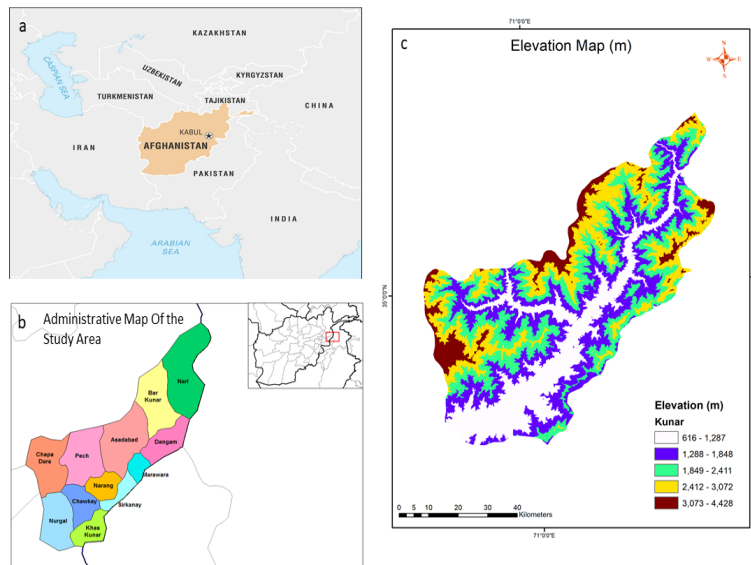 a
KAZAKHSTAN
CASPIAN SEA
UZBEKISTAN
KYRGYZSTAN
TURKMENISTAN
TAJIKISTAN
CHINA
KABUL
IRAN
AFGHANISTAN
PAKISTAN
INDIA
ARABIAN
SEA
b
Administrative Map Of the
Study Area
Nari
Bar
Kunar
Asadabad
Dangam
Chapa
Dara
Pech
Marawara
Narang
Chawkay
Sirkanay
Nurgal
Khas
Kunar
71°0'0"E
c
Elevation Map (m)
N
W
E
S
35°0'0"N
Elevation (m)
Kunar
616 - 1,287
1,288 - 1,848
1,849 - 2,411
2,412 - 3,072
3,073 - 4,428
0 5 10 20 30 40
Kilometers
71°0'0"E